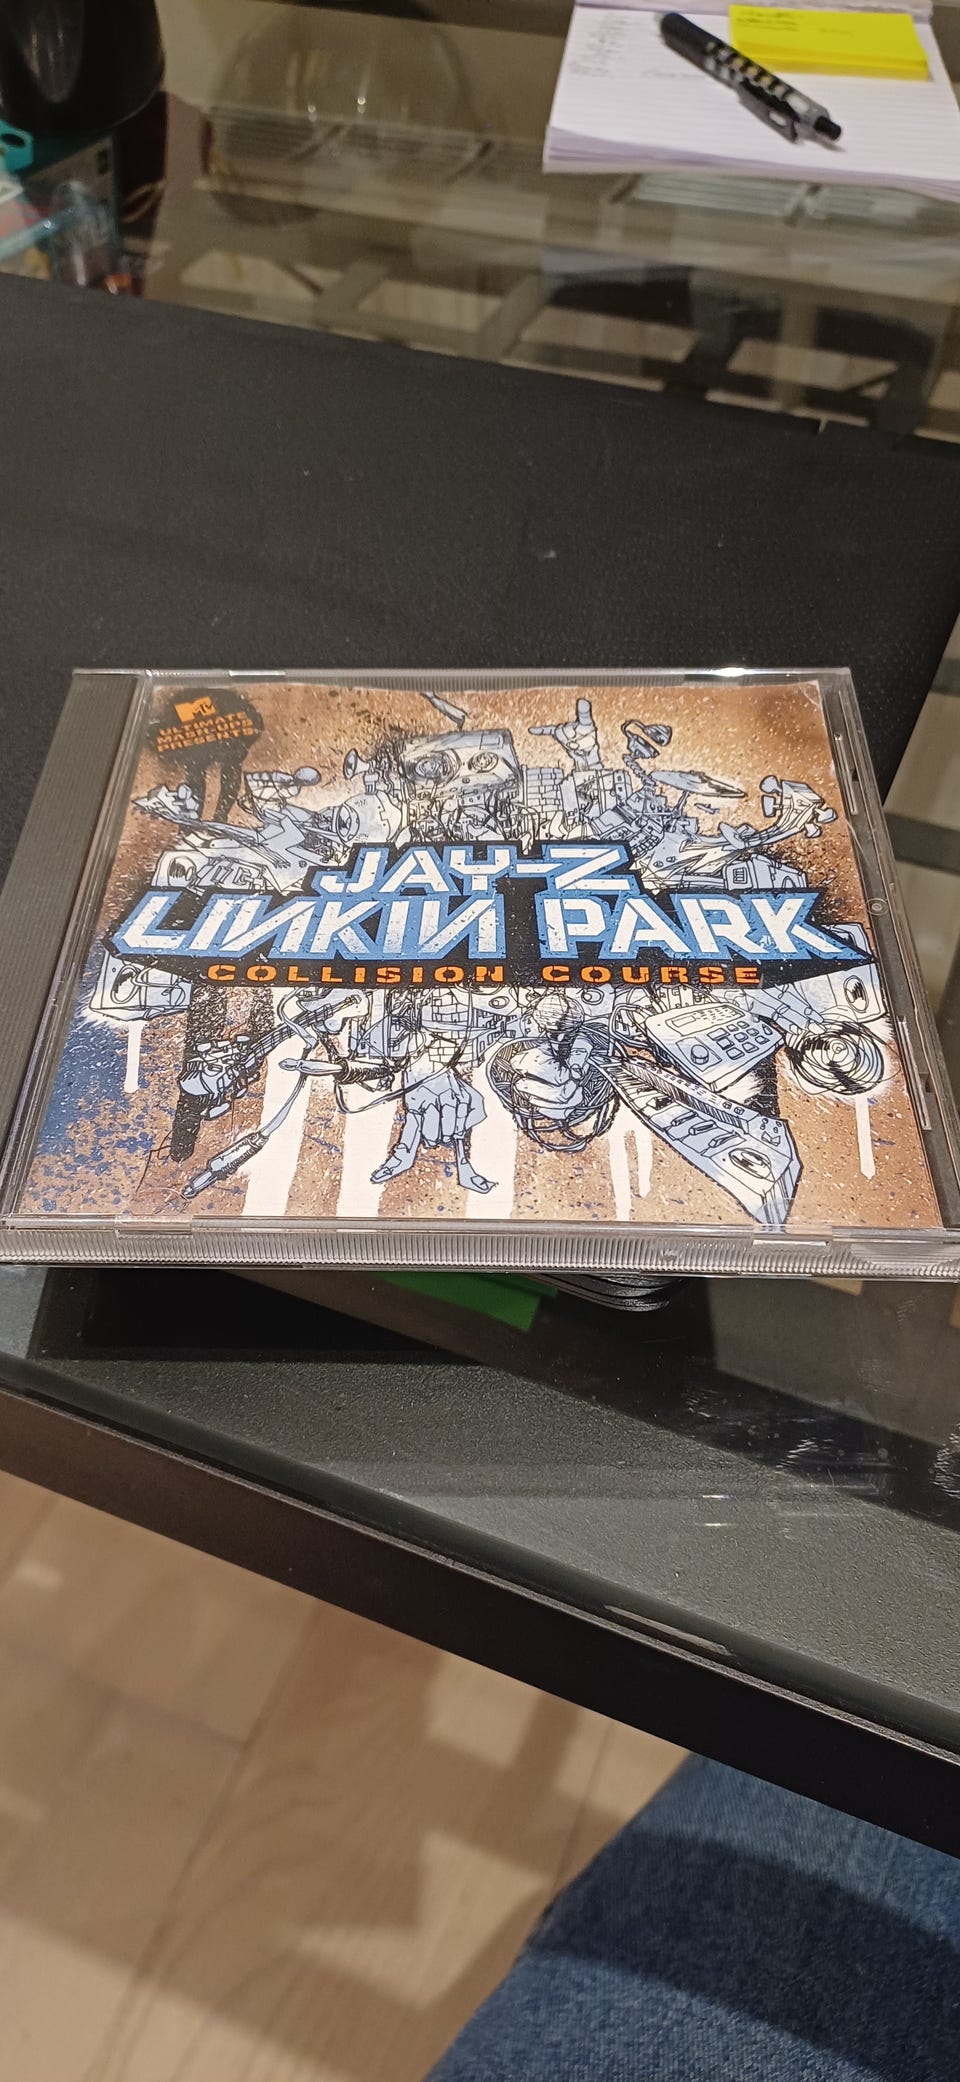 MTV
ULTIMATE
MASH-UPS
PRESENTS
JAY-Z
LINKIN PARK
COLLISION COURSE